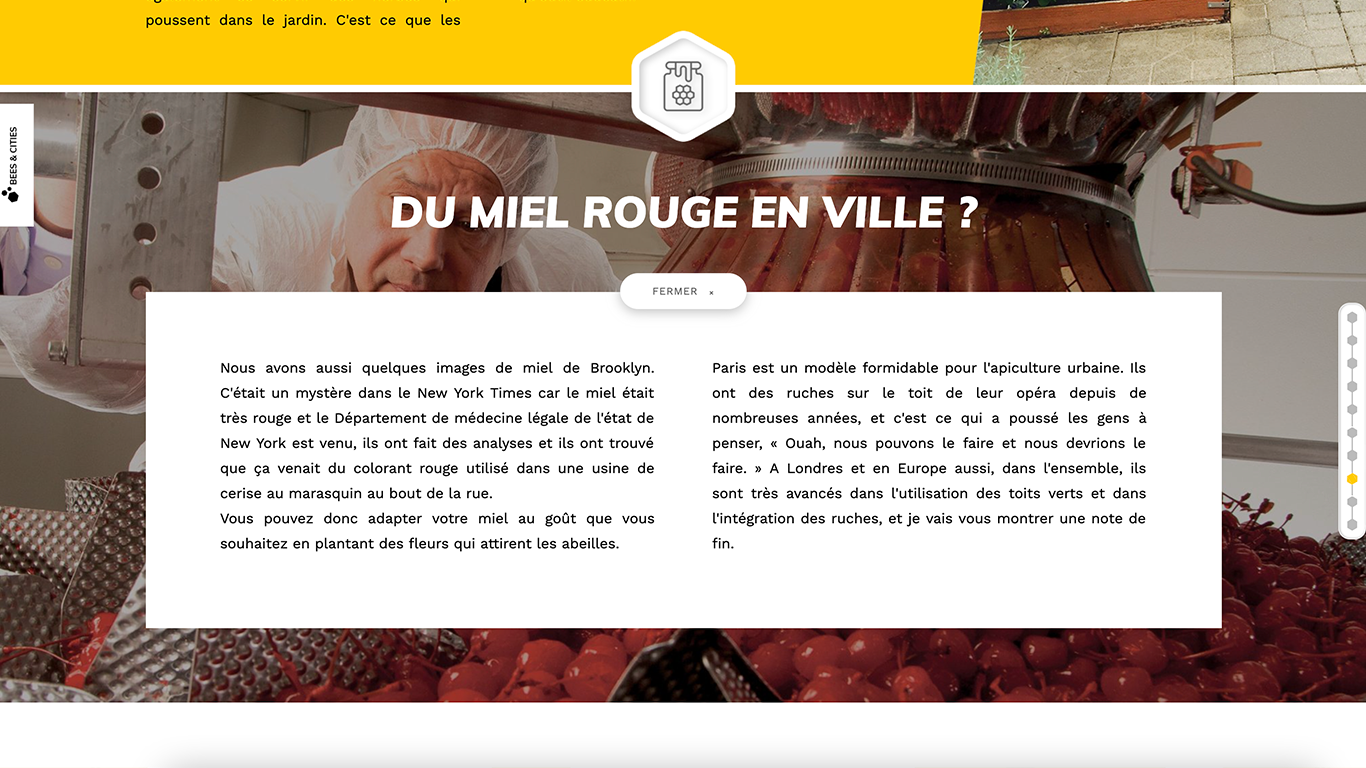 poussent dans le jardin. C'est ce que les
BEES & CITIES
DU MIEL ROUGE EN VILLE ?
FERMER ×
Nous avons aussi quelques images de miel de Brooklyn.
C'était un mystère dans le New York Times car le miel était
très rouge et le Département de médecine légale de l'état de
New York est venu, ils ont fait des analyses et ils ont trouvé
que ça venait du colorant rouge utilisé dans une usine de
cerise au marasquin au bout de la rue.
Vous pouvez donc adapter votre miel au goût que vous
souhaitez en plantant des fleurs qui attirent les abeilles.
Paris est un modèle formidable pour l'apiculture urbaine. Ils
ont des ruches sur le toit de leur opéra depuis de
nombreuses années, et c'est ce qui a poussé les gens à
penser, « Ouah, nous pouvons le faire et nous devrions le
faire. » A Londres et en Europe aussi, dans l'ensemble, ils
sont très avancés dans l'utilisation des toits verts et dans
l'intégration des ruches, et je vais vous montrer une note de
fin.